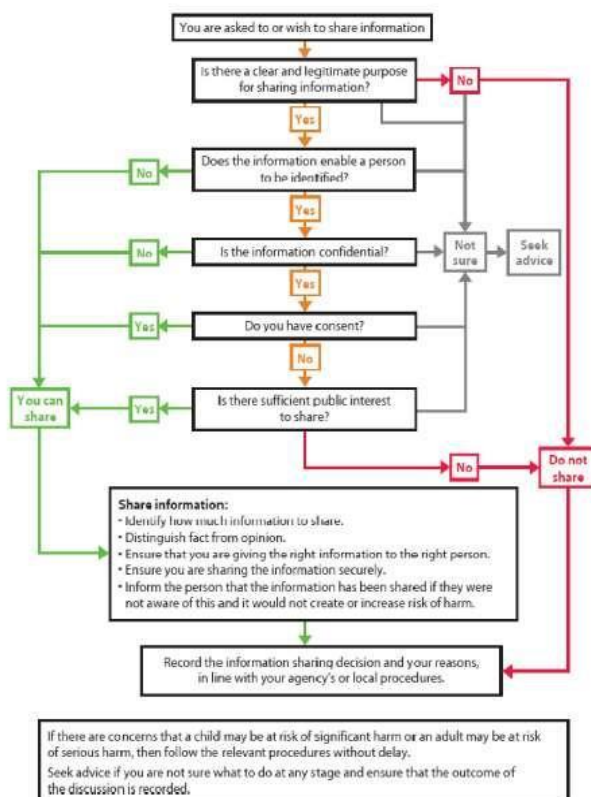 You are asked to or wish to share information
Is there a clear and legitimate purpose
for sharing information?
No
Yes
Does the information enable a person
to be identified?
No
Yes
Is the information confidential?
No
Not
sure
Seek
advice
Yes
Do you have consent?
Yes
No
You can
share
Is there sufficient public interest
to share?
Yes
No
Do not
share
Share information:
• Identify how much information to share.
• Distinguish fact from opinion.
• Ensure that you are giving the right information to the right person.
• Ensure you are sharing the information securely.
• Inform the person that the information has been shared if they were
not aware of this and it would not create or increase risk of harm.
Record the information sharing decision and your reasons,
in line with your agency's or local procedures.
If there are concerns that a child may be at risk of significant harm or an adult may be at risk
of serious harm, then follow the relevant procedures without delay.
Seek advice if you are not sure what to do at any stage and ensure that the outcome of
the discussion is recorded.